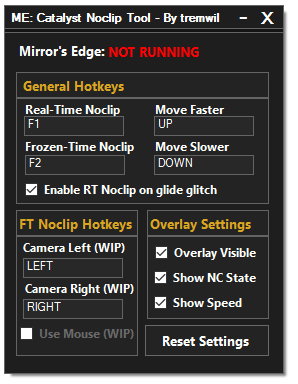 ME: Catalyst Noclip Tool - By tremwil
Mirror's Edge: NOT RUNNING
General Hotkeys
Real-Time Noclip Move Faster
F1 UP
Frozen-Time Noclip Move Slower
F2 DOWN
Enable RT Noclip on glide glitch
FT Noclip Hotkeys
Camera Left (WIP)
LEFT
Camera Right (WIP)
RIGHT
Use Mouse (WIP)
Overlay Settings
Overlay Visible
Show NC State
Show Speed
Reset Settings